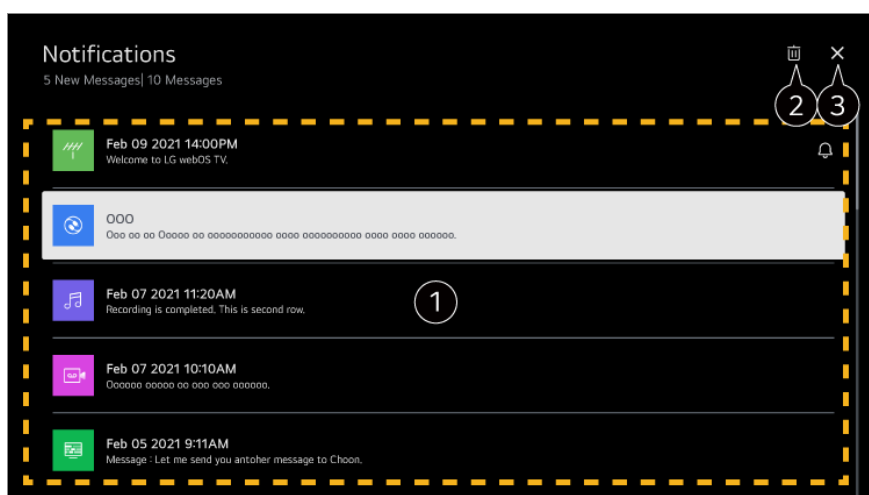 Notifications
5 New Messages| 10 Messages
2 3
Feb 09 2021 14:00PM
Welcome to LG webOS TV.
OOO
Ooo oo oo Ooooo oo ooooooooooo oooo oooooooooo oooo oooo oooooo.
Feb 07 2021 11:20AM
Recording is completed. This is second row.
1
Feb 07 2021 10:10AM
Oooooo ooooo oo ooo ooo oooooo.
Feb 05 2021 9:11AM
Message : Let me send you antoher message to Choon.